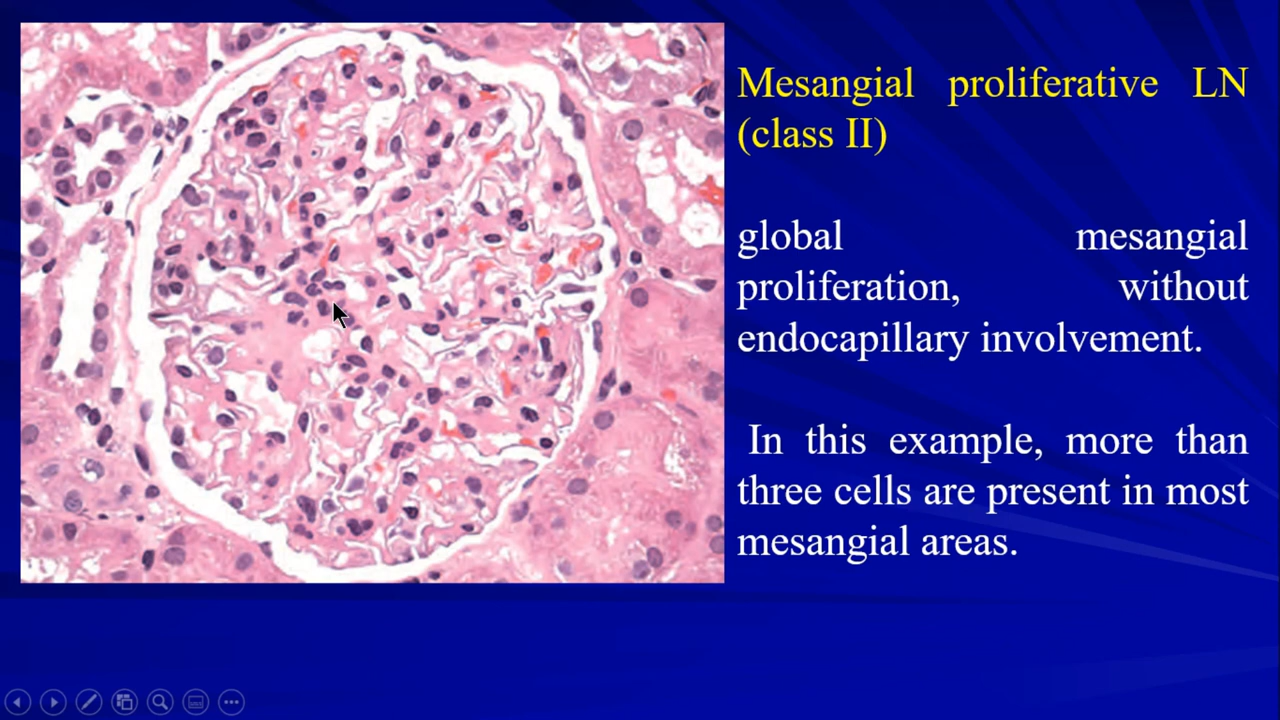 Mesangial proliferative LN
(class II)
global mesangial
proliferation, without
endocapillary involvement.
In this example, more than
three cells are present in most
mesangial areas.